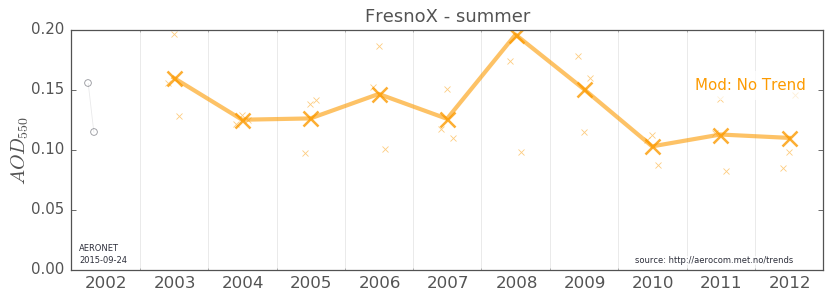 FresnoX - summer
0.20
0.15
0.10
0.05
0.00
AOD550
Mod: No Trend
AERONET
2015-09-24
source: http://aerocom.met.no/trends
2002 2003 2004 2005 2006 2007 2008 2009 2010 2011 2012